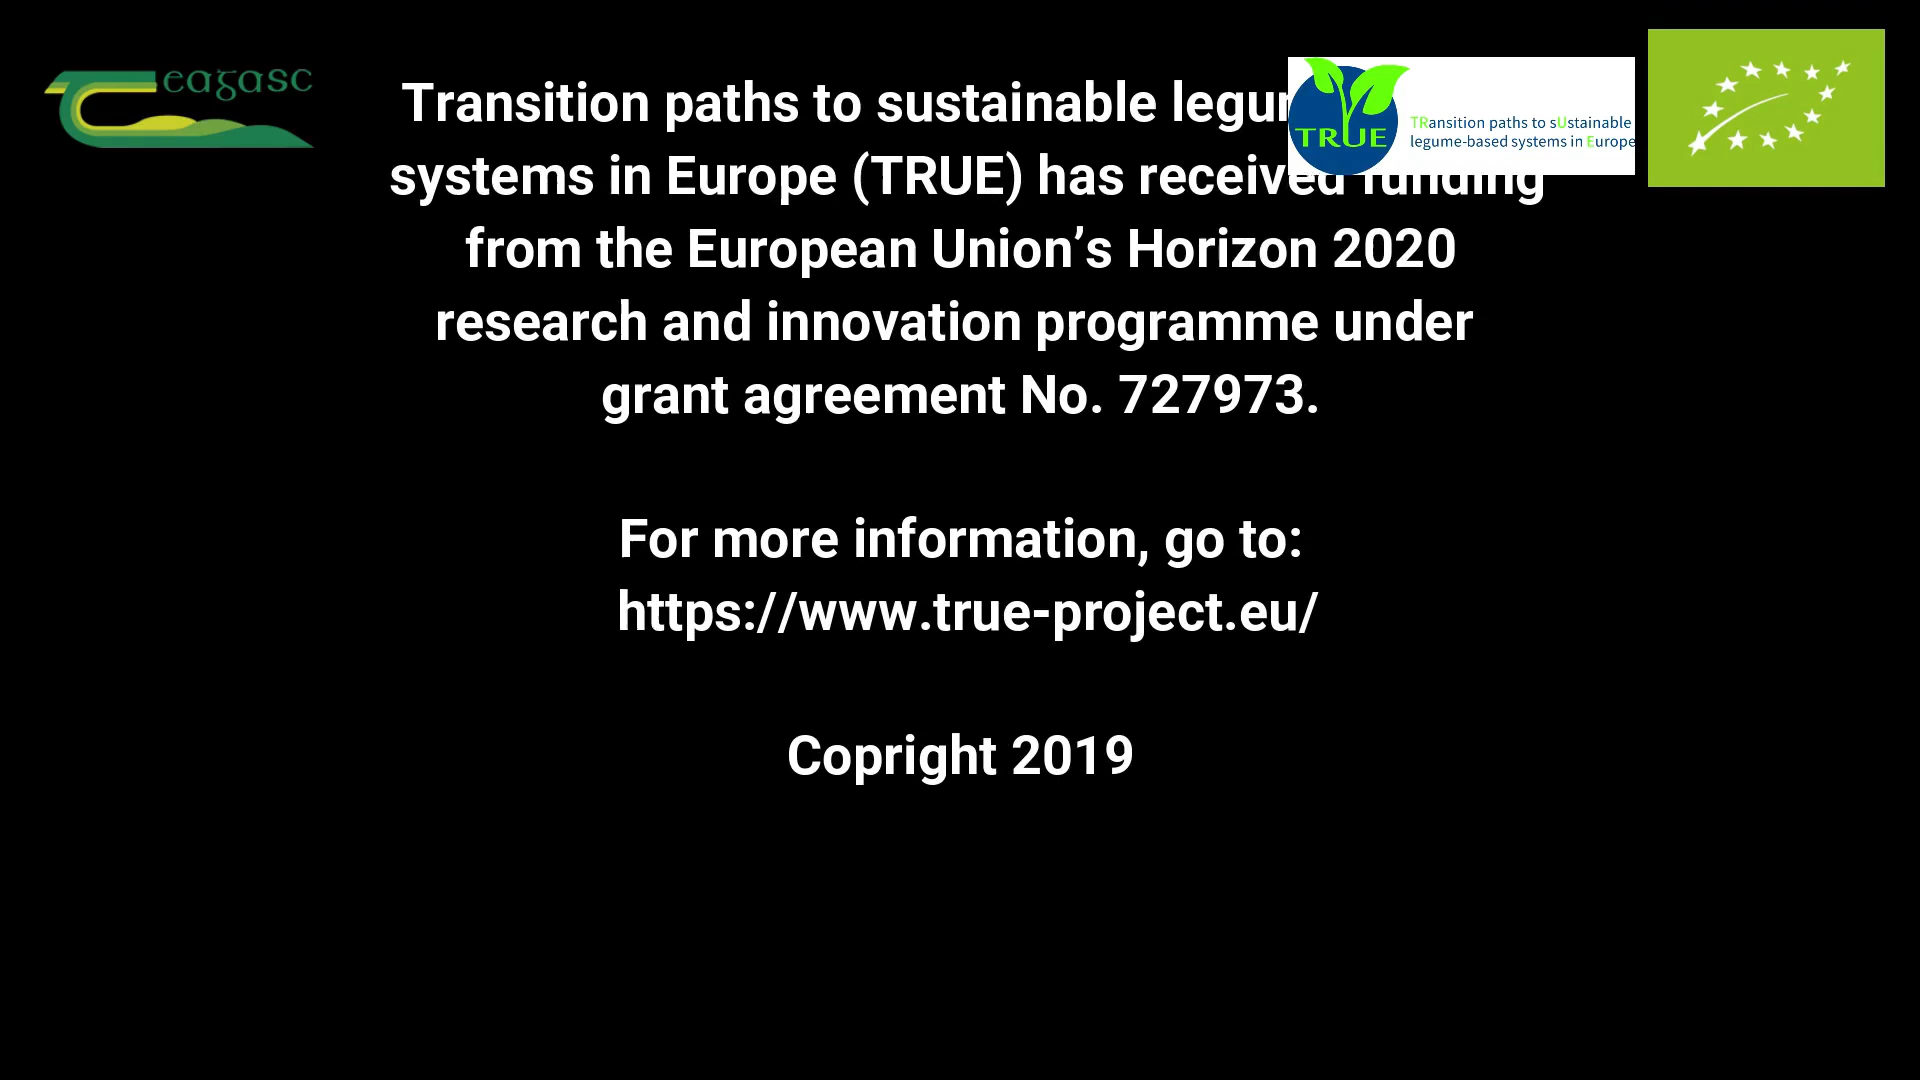 Teagasc
Transition paths to sustainable
TRUE
TRansition paths to sUstainable
legume-based systems in Europe
systems in Europe (TRUE) has received funding
from the European Union’s Horizon 2020
research and innovation programme under
grant agreement No. 727973.
For more information, go to:
https://www.true-project.eu/
Copright 2019